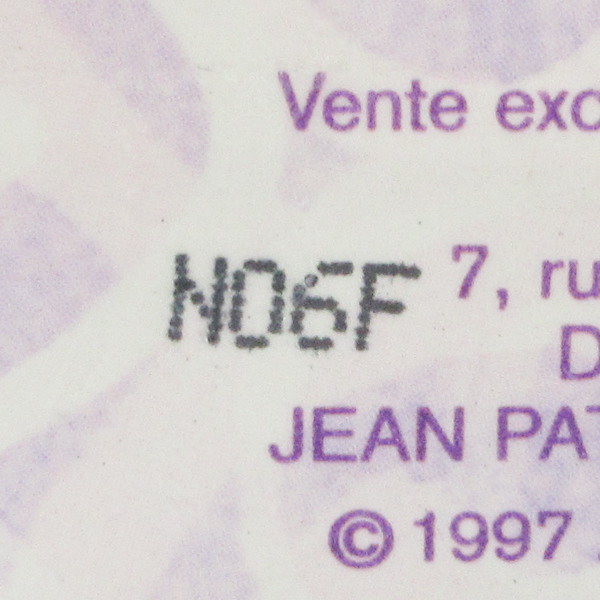 Vente exc
N06F
7, ru
D
JEAN PAT
© 1997